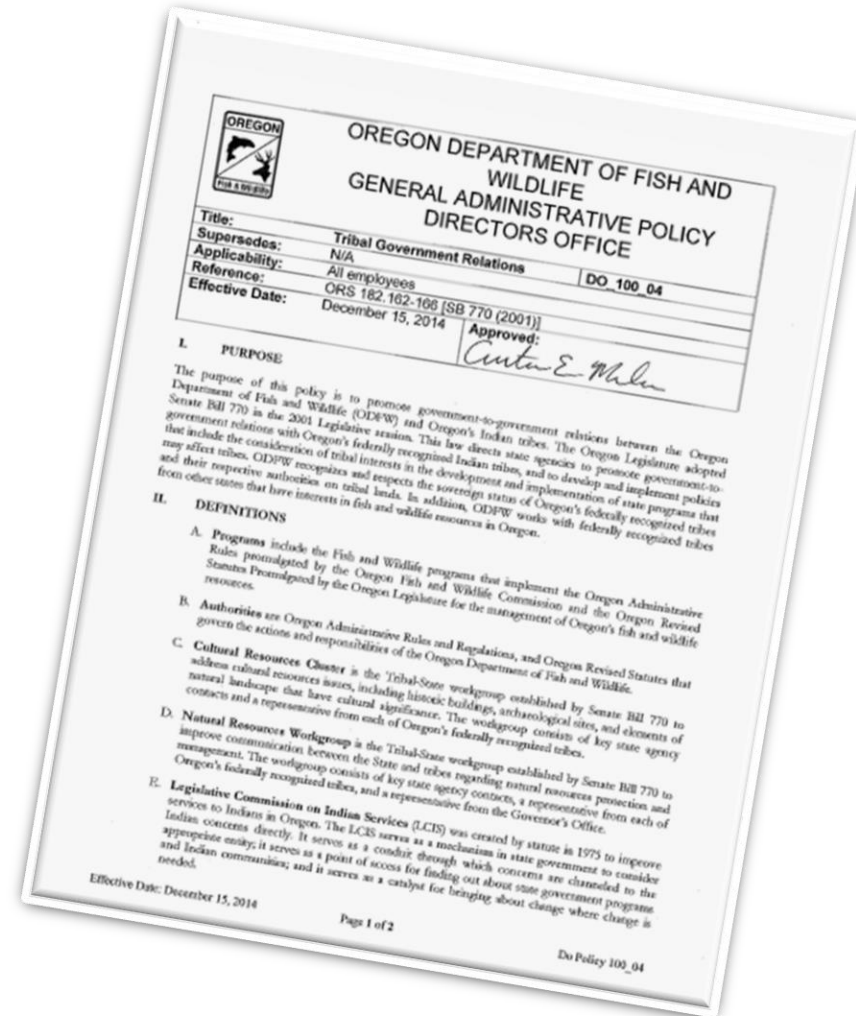 OREGON
Fish & Wildlife
OREGON DEPARTMENT OF FISH AND
WILDLIFE
GENERAL ADMINISTRATIVE POLICY
DIRECTORS OFFICE
Title: Tribal Government Relations DO_100_04
Supersedes: N/A
Applicability: All employees
Reference: ORS 182.162-166 [SB 770 (2001)]
Effective Date: December 15, 2014 Approved:
I. PURPOSE
The purpose of this policy is to promote government-to-government relations between the Oregon
Department of Fish and Wildlife (ODFW) and Oregon's Indian tribes. The Oregon Legislature adopted
Senate Bill 770 in the 2001 Legislative session. This law directs state agencies to promote government-to-
government relations with Oregon's federally recognized Indian tribes, and to develop and implement policies
that include the consideration of tribal interests in the development and implementation of state programs that
may affect tribes. ODFW recognizes and respects the sovereign status of Oregon's federally recognized tribes
and their respective authorities on tribal lands. In addition, ODFW works with federally recognized tribes
from other states that have interests in fish and wildlife resources in Oregon.
II. DEFINITIONS
A. Programs include the Fish and Wildlife programs that implement the Oregon Administrative
Rules promulgated by the Oregon Fish and Wildlife Commission and the Oregon Revised
Statutes Promulgated by the Oregon Legislature for the management of Oregon's fish and wildlife
resources.
B. Authorities are Oregon Administrative Rules and Regulations, and Oregon Revised Statutes that
govern the actions and responsibilities of the Oregon Department of Fish and Wildlife.
C. Cultural Resources Cluster is the Tribal-State workgroup established by Senate Bill 770 to
address cultural resources issues, including historic buildings, archaeological sites, and elements of
natural landscape that have cultural significance. The workgroup consists of key state agency
contacts and a representative from each of Oregon's federally recognized tribes.
D. Natural Resources Workgroup is the Tribal-State workgroup established by Senate Bill 770 to
improve communication between the State and tribes regarding natural resources protection and
management. The workgroup consists of key state agency contacts, a representative from each of
Oregon's federally recognized tribes, and a representative from the Governor's Office.
E. Legislative Commission on Indian Services (LCIS) was created by statute in 1975 to improve
services to Indians in Oregon. The LCIS serves as a mechanism in state government to consider
Indian concerns directly. It serves as a conduit through which concerns are channeled to the
appropriate entity; it serves as a point of access for finding out about state government programs
and Indian communities; and it serves as a catalyst for bringing about change where change is
needed.
Effective Date: December 15, 2014 Page 1 of 2 Do Policy 100_04